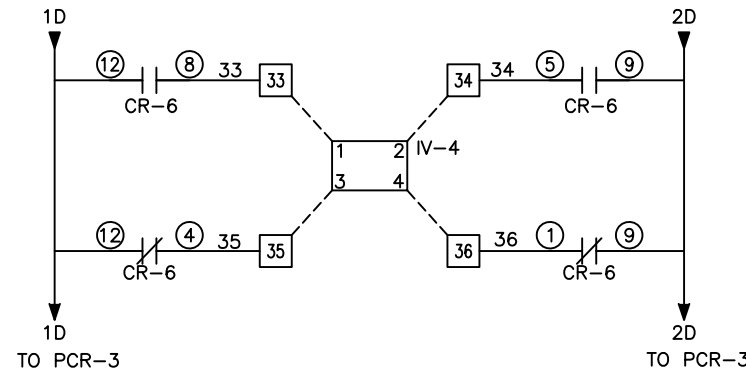 1D 2D
12 8 33 33 34 34 5 9
CR-6 CR-6
1 2 IV-4
3 4
12 4 35 35 36 36 1 9
CR-6 CR-6
1D 2D
TO PCR-3 TO PCR-3